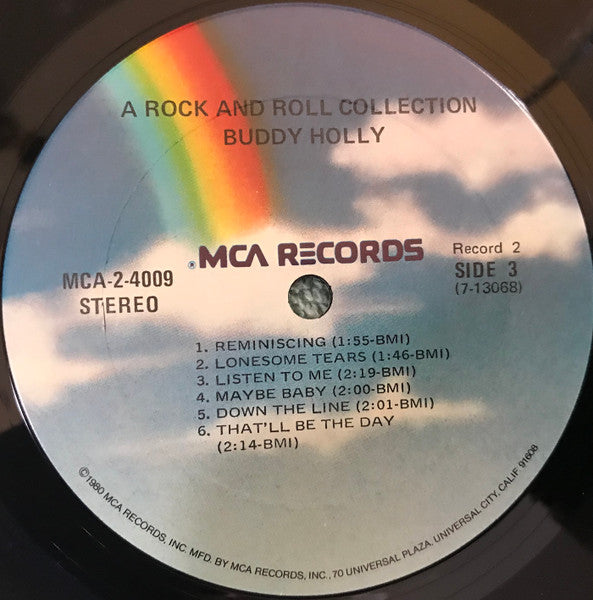 A ROCK AND ROLL COLLECTION
BUDDY HOLLY
®MCA RECORDS
MCA-2-4009
STEREO
Record 2
SIDE 3
(7-13068)
1. REMINISCING (1:55-BMI)
2. LONESOME TEARS (1:46-BMI)
3. LISTEN TO ME (2:19-BMI)
4. MAYBE BABY (2:00-BMI)
5. DOWN THE LINE (2:01-BMI)
6. THAT'LL BE THE DAY
(2:14-BMI)
©1980 MCA RECORDS, INC. MFD. BY MCA RECORDS, INC., 70 UNIVERSAL PLAZA, UNIVERSAL CITY, CALIF. 91608